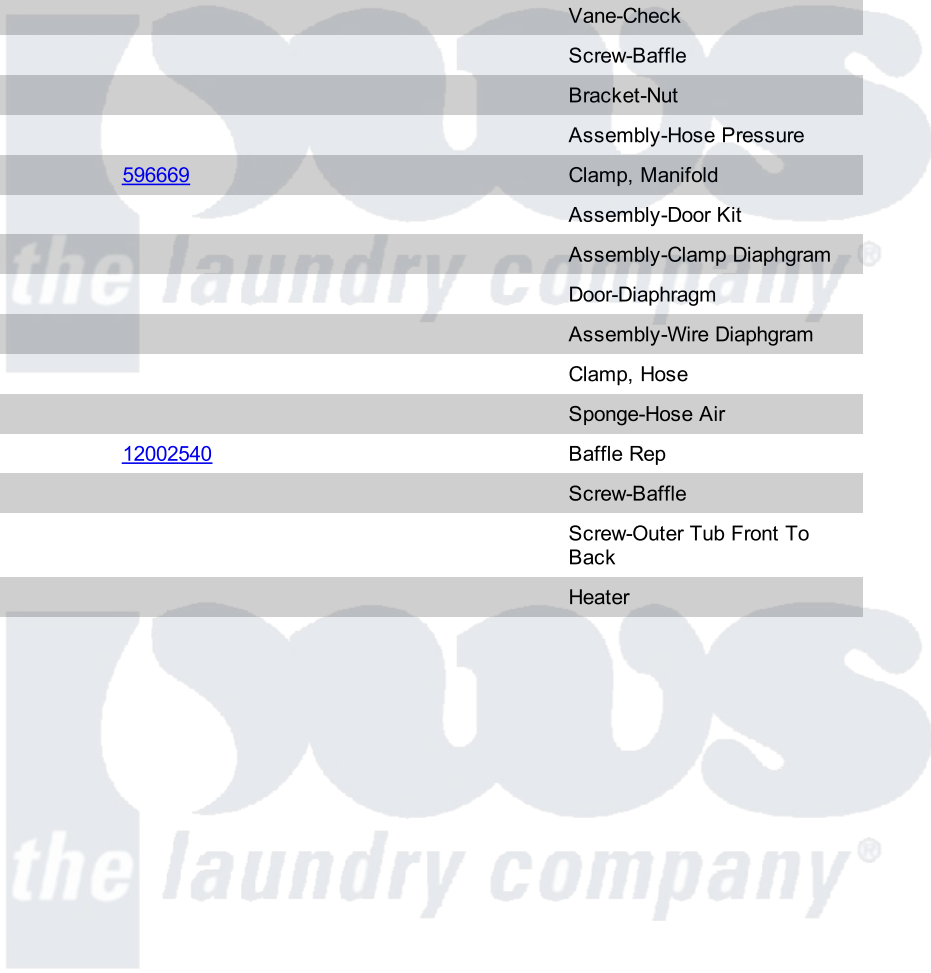 Vane-Check
Screw-Baffle
Bracket-Nut
Assembly-Hose Pressure
596669 Clamp, Manifold
Assembly-Door Kit
Assembly-Clamp Diaphgram
Door-Diaphragm
Assembly-Wire Diaphgram
Clamp, Hose
Sponge-Hose Air
12002540 Baffle Rep
Screw-Baffle
Screw-Outer Tub Front To
Back
Heater
pws
the laundry company®
pws
the laundry company®